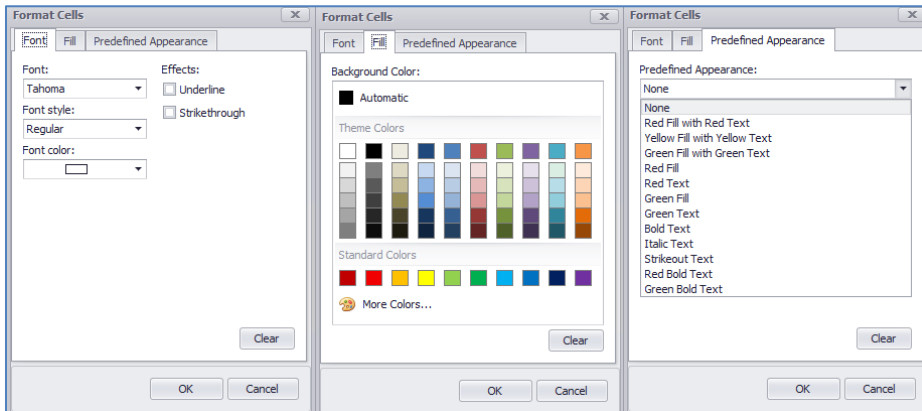 Format Cells
Font Fill Predefined Appearance
Font:
Effects:
Tahoma
Underline
Font style:
Strikethrough
Regular
Font color:
Clear
OK Cancel
Format Cells
Font Fill Predefined Appearance
Background Color:
Automatic
Theme Colors
Standard Colors
More Colors...
Clear
OK Cancel
Format Cells
Font Fill Predefined Appearance
Predefined Appearance:
None
None
Red Fill with Red Text
Yellow Fill with Yellow Text
Green Fill with Green Text
Red Fill
Red Text
Green Fill
Green Text
Bold Text
Italic Text
Strikeout Text
Red Bold Text
Green Bold Text
Clear
OK Cancel